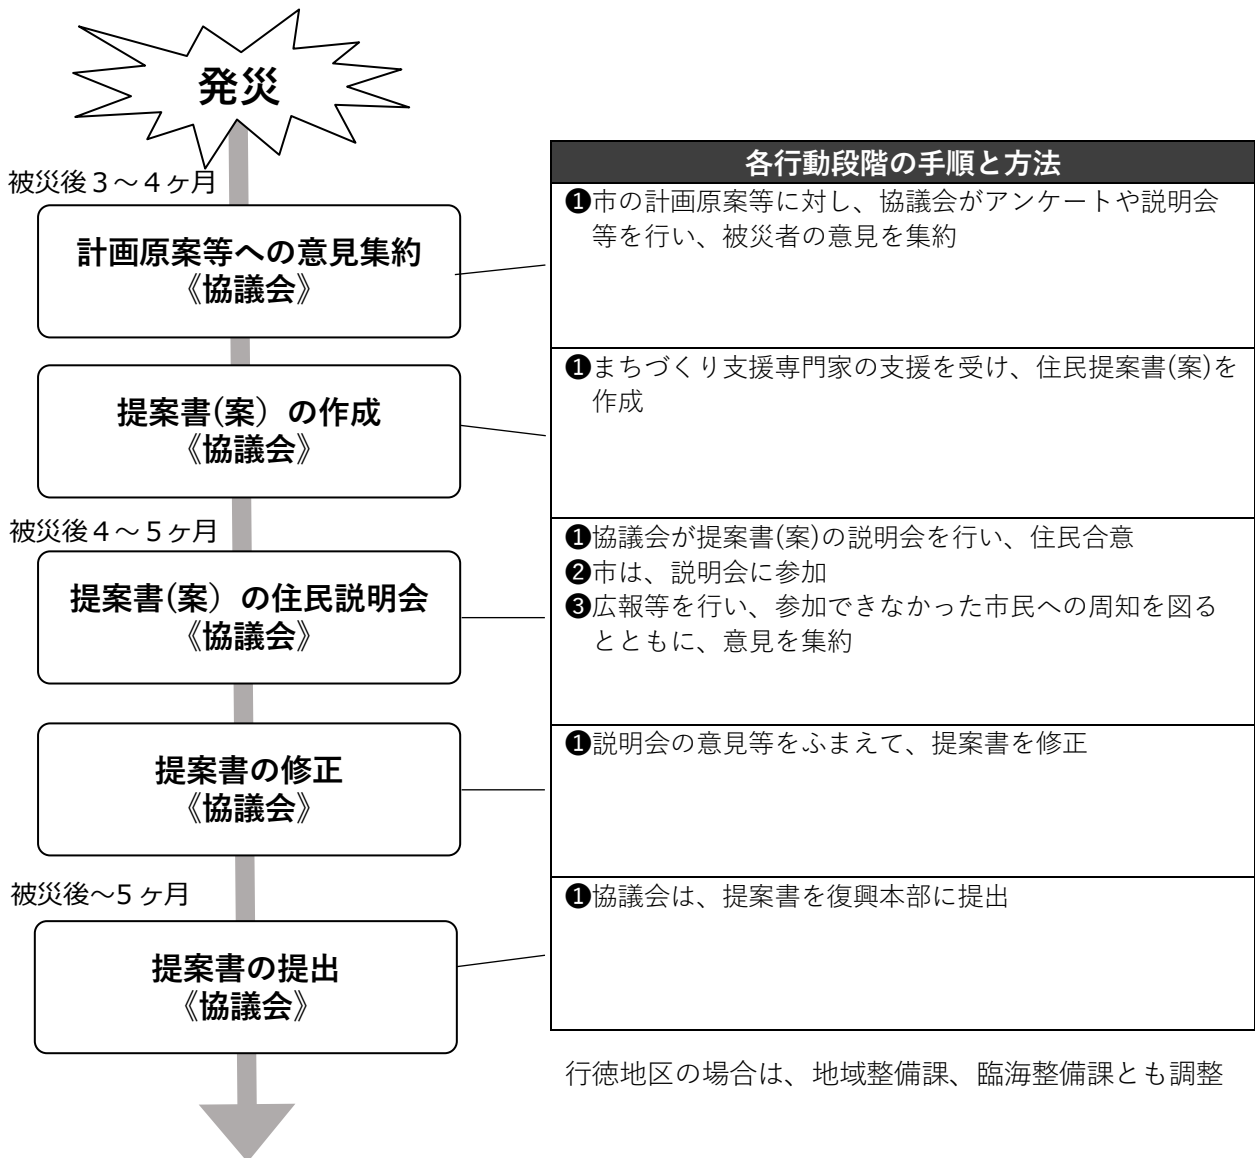 発災
被災後３～４ヶ月
計画原案等への意見集約
《協議会》
提案書(案）の作成
《協議会》
被災後４～５ヶ月
提案書(案）の住民説明会
《協議会》
提案書の修正
《協議会》
被災後～5 ヶ月
提案書の提出
《協議会》
各行動段階の手順と方法
❶市の計画原案等に対し、協議会がアンケートや説明会
等を行い、被災者の意見を集約
❶まちづくり支援専門家の支援を受け、住民提案書(案)を
作成
❶協議会が提案書(案)の説明会を行い、住民合意
❷市は、説明会に参加
❸広報等を行い、参加できなかった市民への周知を図る
とともに、意見を集約
❶説明会の意見等をふまえて、提案書を修正
❶協議会は、提案書を復興本部に提出
行徳地区の場合は、地域整備課、臨海整備課とも調整